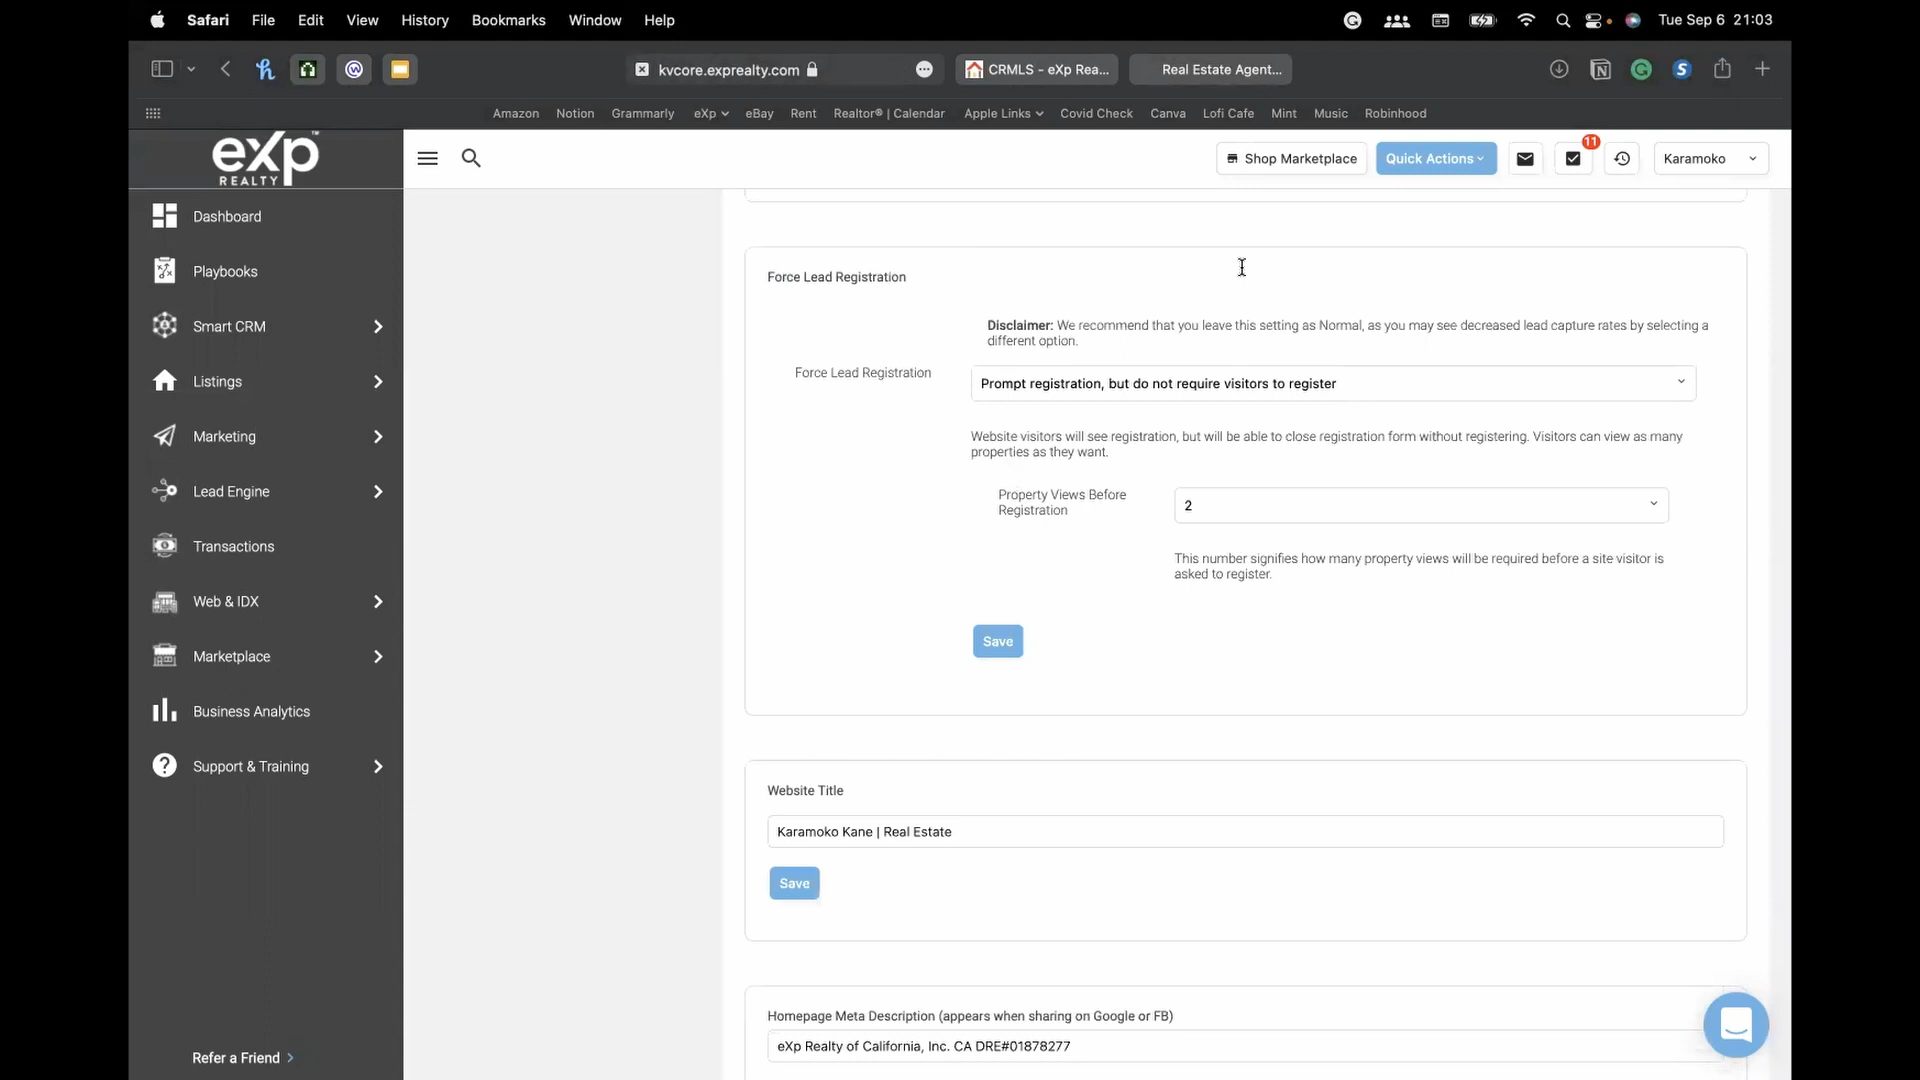 Safari File Edit View History Bookmarks Window Help Tue Sep 6 21:03
kvcore.exprealty.com CRMLS - eXp Rea... Real Estate Agent...
Amazon Notion Grammarly eXp eBay Rent Realtor® | Calendar Apple Links Covid Check Canva Lofi Cafe Mint Music Robinhood
eXp™
REALTY
Shop Marketplace Quick Actions 11 Karamoko
Dashboard
Playbooks
Smart CRM
Listings
Marketing
Lead Engine
Transactions
Web & IDX
Marketplace
Business Analytics
Support & Training
Refer a Friend
Force Lead Registration
Disclaimer: We recommend that you leave this setting as Normal, as you may see decreased lead capture rates by selecting a
different option.
Force Lead Registration
Prompt registration, but do not require visitors to register
Website visitors will see registration, but will be able to close registration form without registering. Visitors can view as many
properties as they want.
Property Views Before
Registration
2
This number signifies how many property views will be required before a site visitor is
asked to register.
Save
Website Title
Karamoko Kane | Real Estate
Save
Homepage Meta Description (appears when sharing on Google or FB)
eXp Realty of California, Inc. CA DRE#01878277